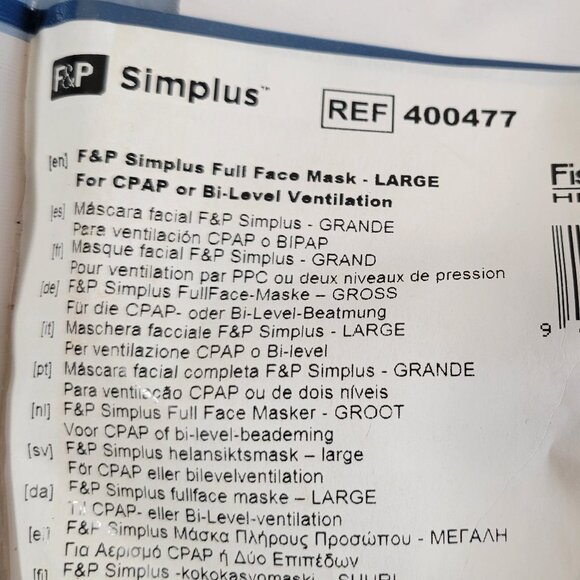 F&P Simplus™
REF 400477
[en] F&P Simplus Full Face Mask - LARGE
For CPAP or Bi-Level Ventilation
[es] Máscara facial F&P Simplus - GRANDE
Para ventilación CPAP o BIPAP
[fr] Masque facial F&P Simplus - GRAND
Pour ventilation par PPC ou deux niveaux de pression
[de] F&P Simplus FullFace-Maske – GROSS
Für die CPAP- oder Bi-Level-Beatmung
[it] Maschera facciale F&P Simplus - LARGE
Per ventilazione CPAP o Bi-level
[pt] Máscara facial completa F&P Simplus - GRANDE
Para ventilação CPAP ou de dois níveis
[nl] F&P Simplus Full Face Masker - GROOT
Voor CPAP of bi-level-beademing
[sv] F&P Simplus helansiktsmask – large
För CPAP eller bilevelventilation
[da] F&P Simplus fullface maske – LARGE
Til CPAP- eller Bi-Level-ventilation
[el] F&P Simplus Μάσκα Πλήρους Προσώπου - ΜΕΓΑΛΗ
Για Αερισμό CPAP ή Δύο Επιπέδων
[fi] F&P Simplus -kokokasvomaski – SUURI
Fis
9